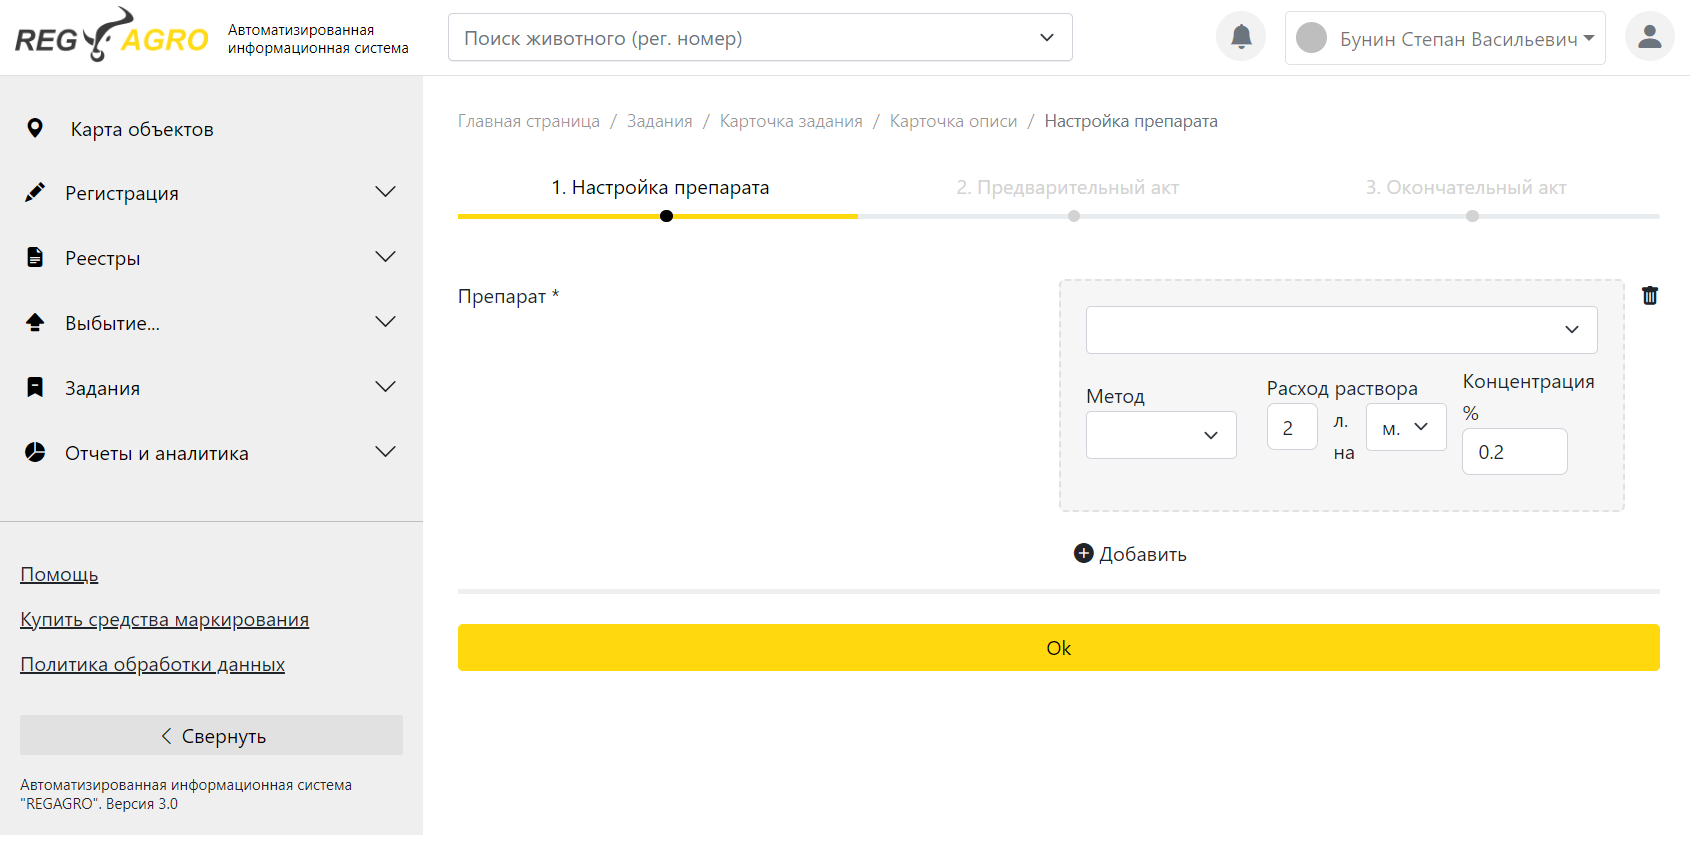 REG AGRO
Автоматизированная
информационная система
Поиск животного (рег. номер)
Бунин Степан Васильевич
Карта объектов
Регистрация
Реестры
Выбытие...
Задания
Отчеты и аналитика
Помощь
Купить средства маркирования
Политика обработки данных
Свернуть
Автоматизированная информационная система
"REGAGRO". Версия 3.0
Главная страница / Задания / Карточка задания / Карточка описи / Настройка препарата
1. Настройка препарата
2. Предварительный акт
3. Окончательный акт
Препарат *
Метод
Расход раствора
2
л.
на
м.
Концентрация
%
0.2
Добавить
Ok